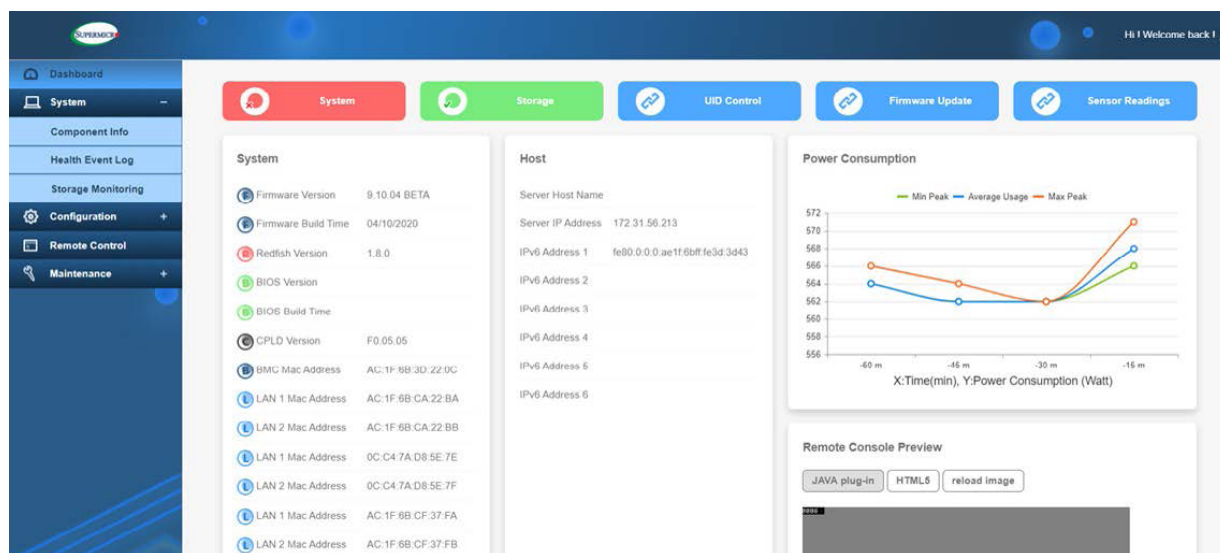 SUPERMICR
Hi ! Welcome back !
Dashboard
System
Component Info
Health Event Log
Storage Monitoring
Configuration
Remote Control
Maintenance
System
Storage
UID Control
Firmware Update
Sensor Readings
System
Firmware Version 9.10.04 BETA
Firmware Build Time 04/10/2020
Redfish Version 1.8.0
BIOS Version
BIOS Build Time
CPLD Version F0.05.05
BMC Mac Address AC:1F:6B:3D:22:0C
LAN 1 Mac Address AC:1F:6B:CA:22:BA
LAN 2 Mac Address AC:1F:6B:CA:22:BB
LAN 1 Mac Address 0C:C4:7A:D8:5E:7E
LAN 2 Mac Address 0C:C4:7A:D8:5E:7F
LAN 1 Mac Address AC:1F:6B:CF:37:FA
LAN 2 Mac Address AC:1F:6B:CF:37:FB
Host
Server Host Name
Server IP Address 172.31.56.213
IPv6 Address 1 fe80:0:0:0:ae1f:6bff:fe3d:3d43
IPv6 Address 2
IPv6 Address 3
IPv6 Address 4
IPv6 Address 5
IPv6 Address 6
Power Consumption
Min Peak Average Usage Max Peak
572
570
568
566
564
562
560
558
556
-60 m -45 m -30 m -15 m
X:Time(min), Y:Power Consumption (Watt)
Remote Console Preview
JAVA plug-in HTML5 reload image